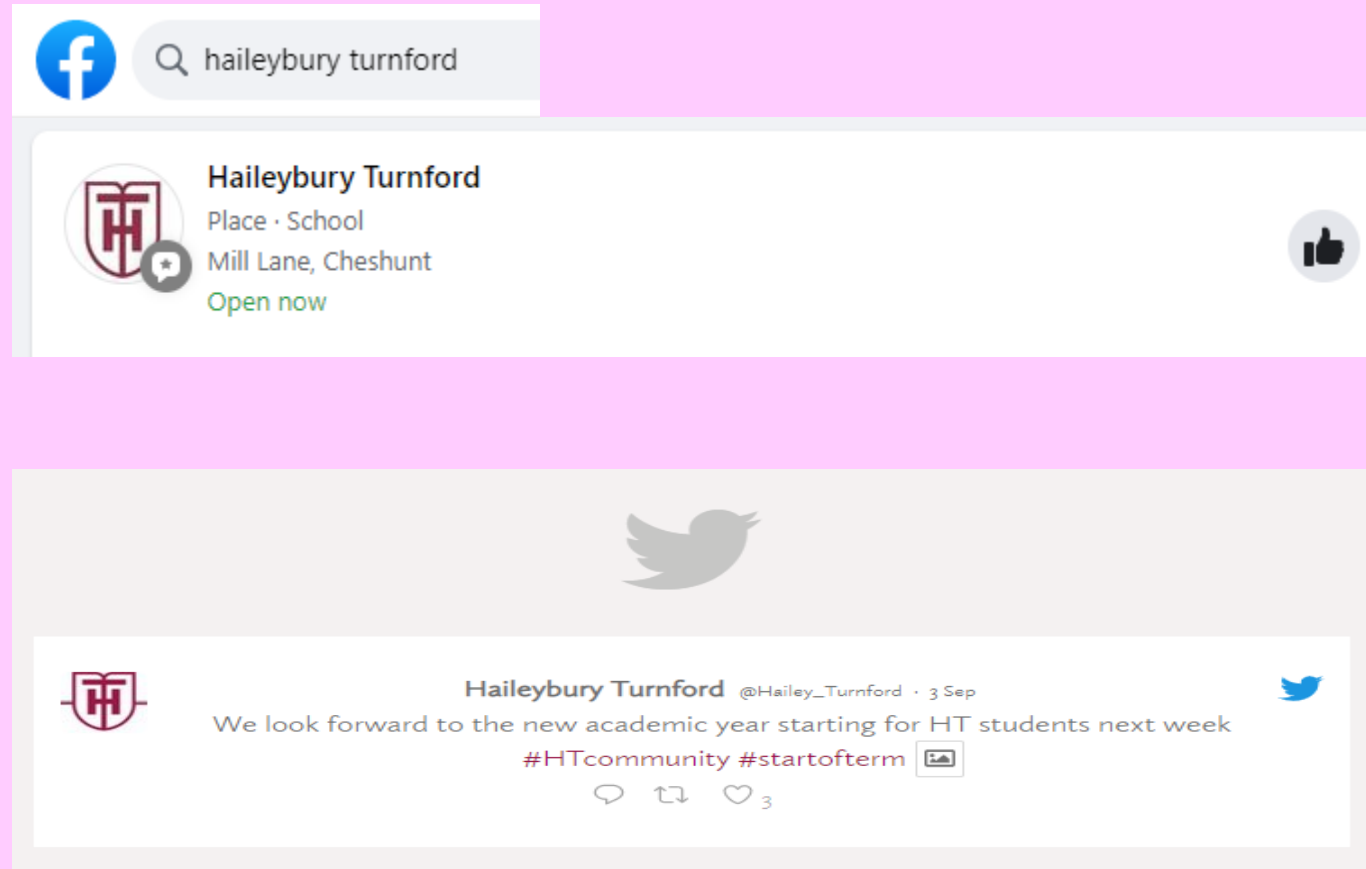 haileybury turnford
Haileybury Turnford
Place · School
Mill Lane, Cheshunt
Open now
Haileybury Turnford @Hailey_Turnford · 3 Sep
We look forward to the new academic year starting for HT students next week
#HTcommunity #startofterm
3